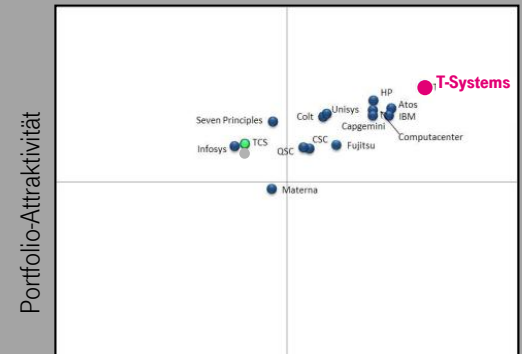 Portfolio-Attraktivität
HP
T-Systems
Atos
Unisys
Colt
IBM
Seven Principles
Capgemini
Computacenter
CSC
TCS
Fujitsu
Infosys
QSC
Materna